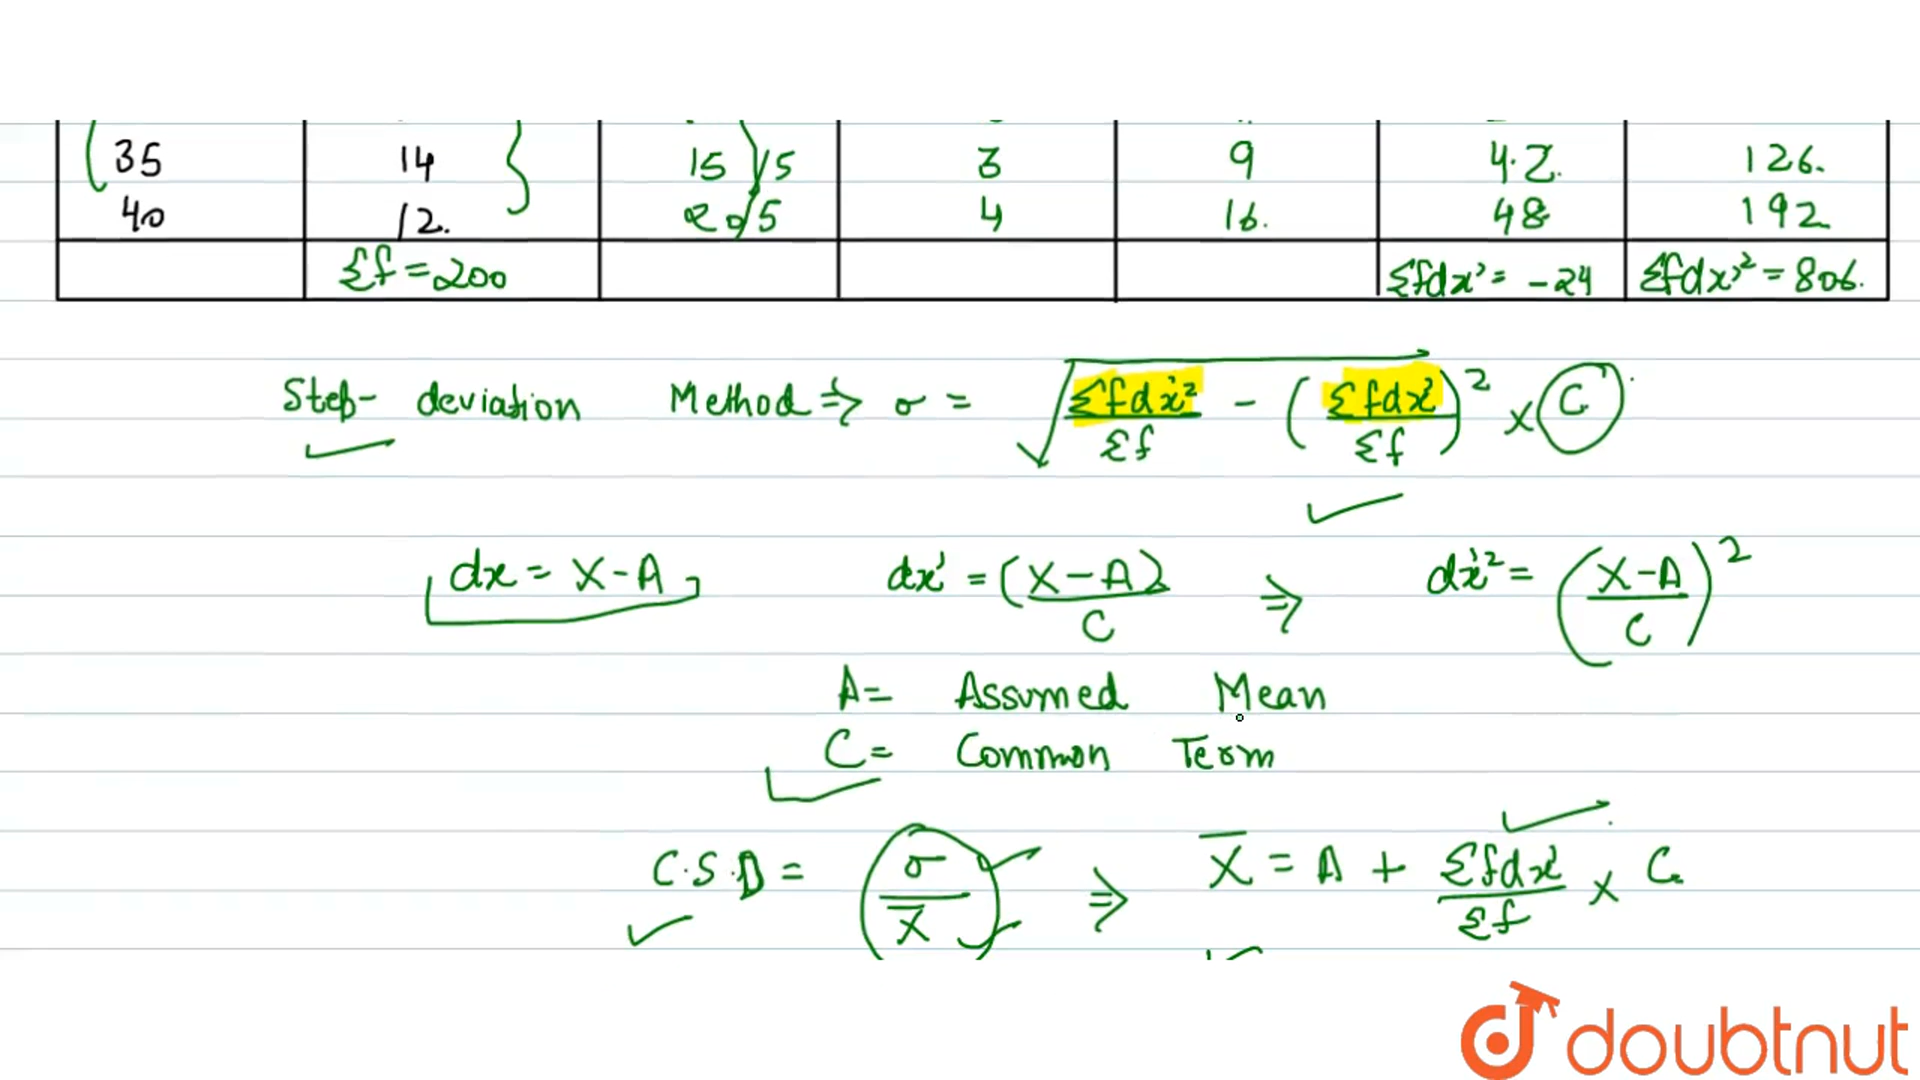 35 14 15/5 3 9 42. 126.
40 12. 20/5 4 16. 48 192
Σf = 200 Σfdx' = -24 Σfdx'² = 806.
Step-deviation Method ⇒ σ = √ Σfdx'²/Σf - (Σfdx'/Σf)² × C
dx = X-A dx' = (X-A)/C ⇒ dx'² = (X-A/C)²
A = Assumed Mean
C = Common Term
C.S.D = σ/X̄ ⇒ X̄ = A + Σfdx'/Σf × C
doubtnut